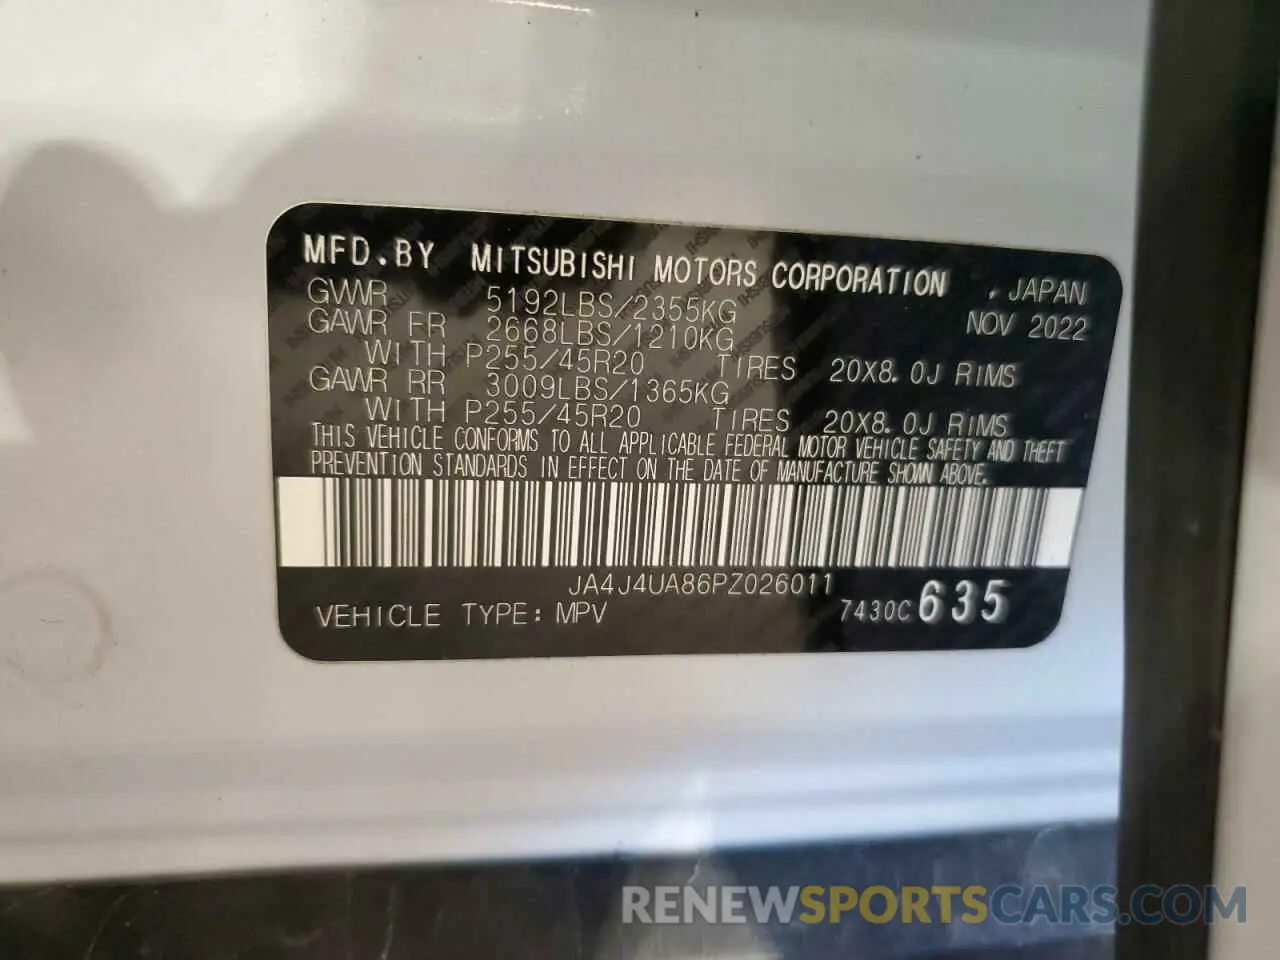 MFD.BY MITSUBISHI MOTORS CORPORATION , JAPAN
GVWR 5192LBS/2355KG NOV 2022
GAWR FR 2668LBS/1210KG
WITH P255/45R20 TIRES 20X8.0J RIMS
GAWR RR 3009LBS/1365KG
WITH P255/45R20 TIRES 20X8.0J RIMS
THIS VEHICLE CONFORMS TO ALL APPLICABLE FEDERAL MOTOR VEHICLE SAFETY AND THEFT
PREVENTION STANDARDS IN EFFECT ON THE DATE OF MANUFACTURE SHOWN ABOVE.
JA4J4UA86PZ026011
VEHICLE TYPE: MPV 7430C 635
RENEWSPORTSCARS.COM